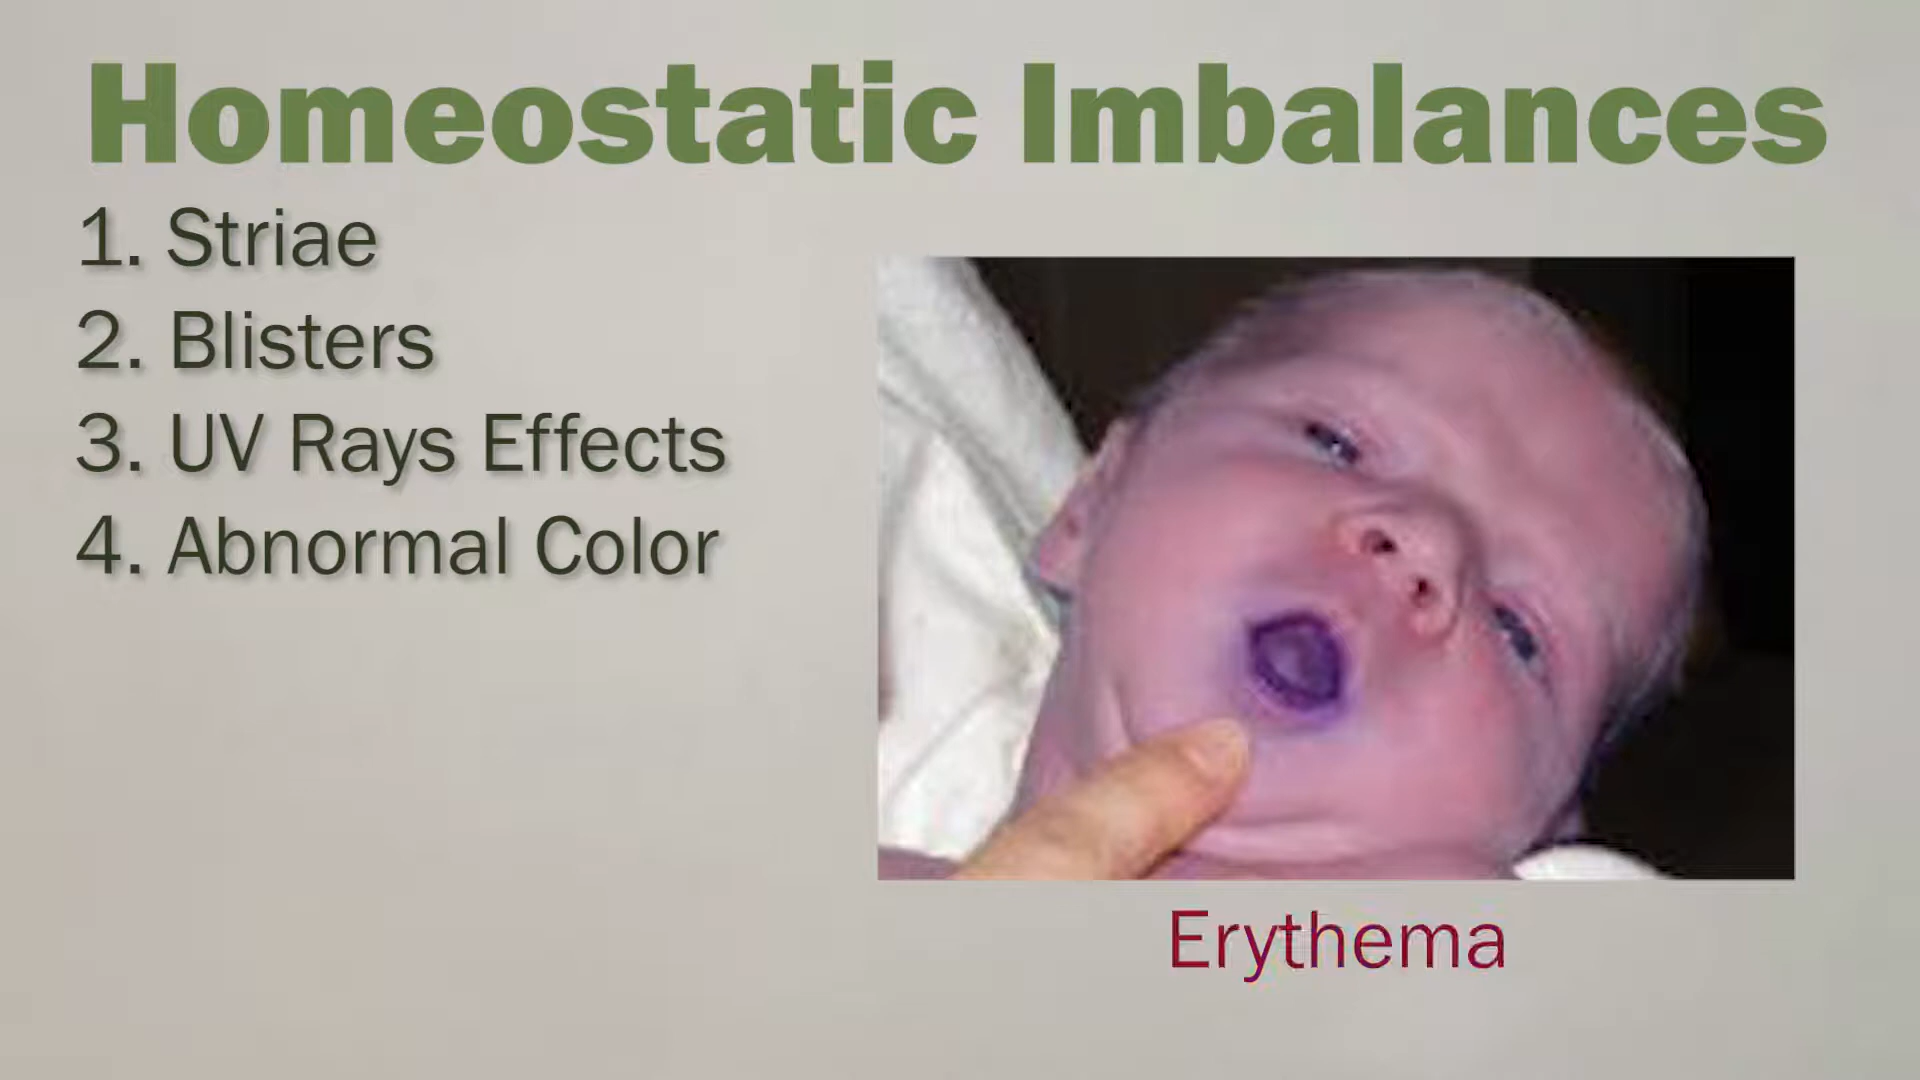 Homeostatic Imbalances
1. Striae
2. Blisters
3. UV Rays Effects
4. Abnormal Color
Erythema